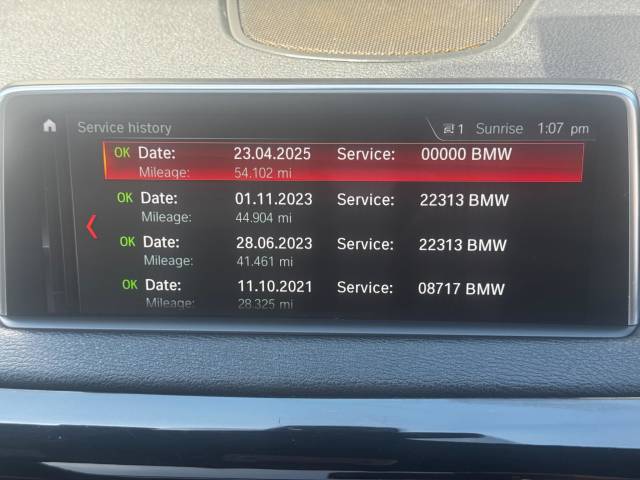 Service history 1 Sunrise 1:07 pm
OK Date: 23.04.2025 Service: 00000 BMW
Mileage: 54.102 mi
OK Date: 01.11.2023 Service: 22313 BMW
Mileage: 44.904 mi
OK Date: 28.06.2023 Service: 22313 BMW
Mileage: 41.461 mi
OK Date: 11.10.2021 Service: 08717 BMW
Mileage: 28.325 mi